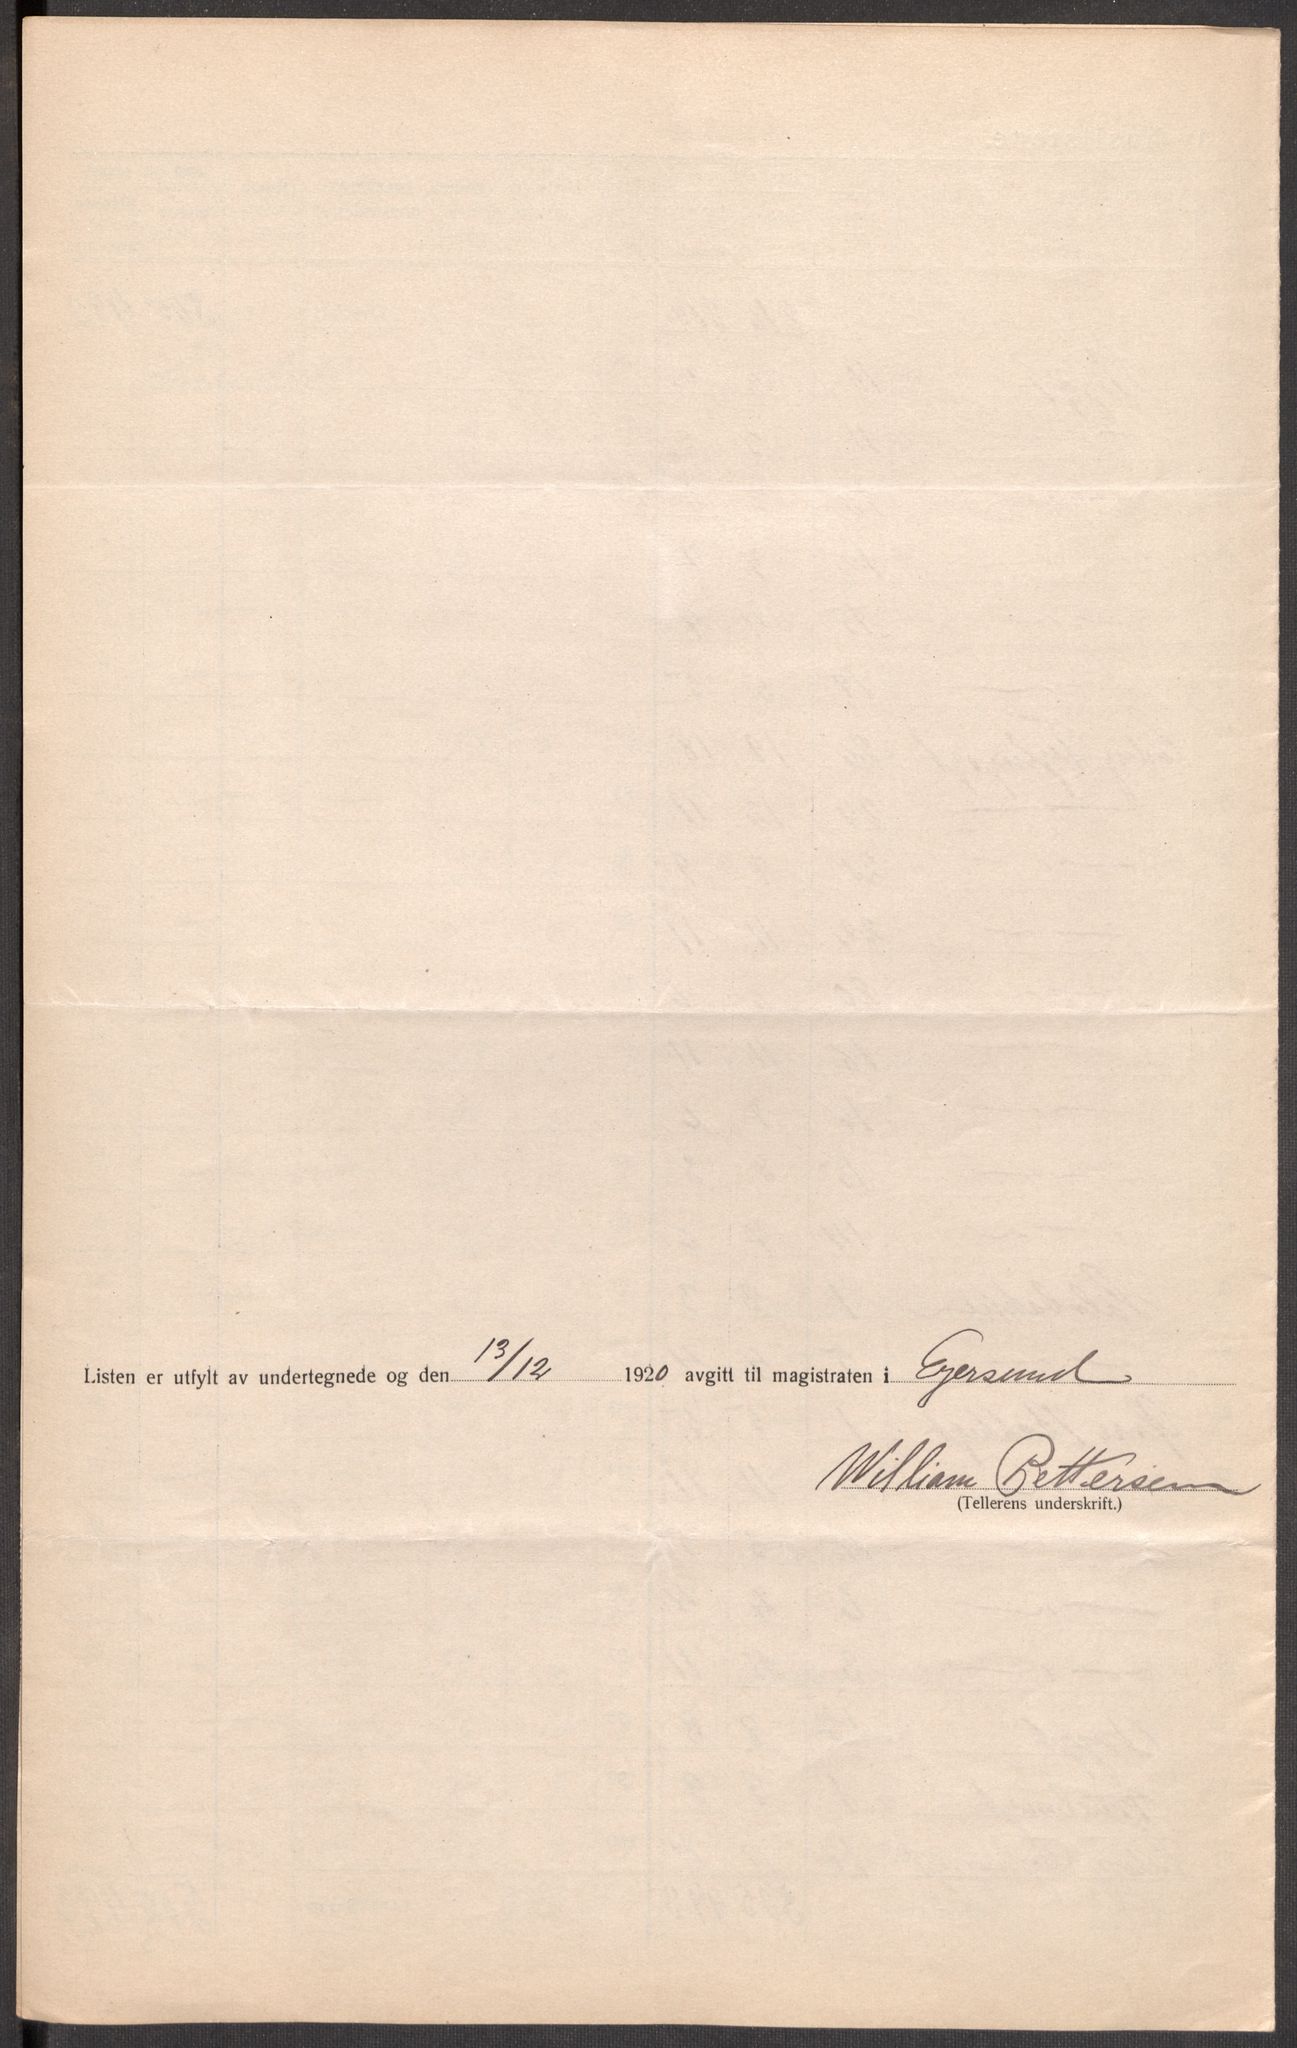 Listen er utfylt av undertegnede og den 13/12 1920 avgitt til magistraten i Egersund
William Pettersen
(Tellerens underskrift.)